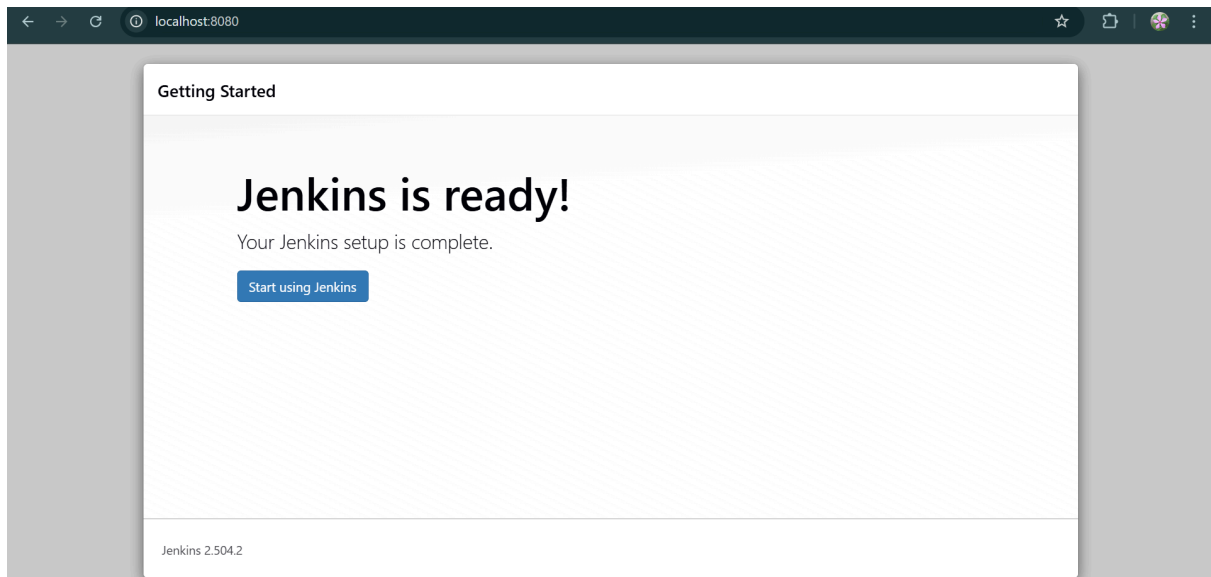 localhost:8080
Getting Started
Jenkins is ready!
Your Jenkins setup is complete.
Start using Jenkins
Jenkins 2.504.2